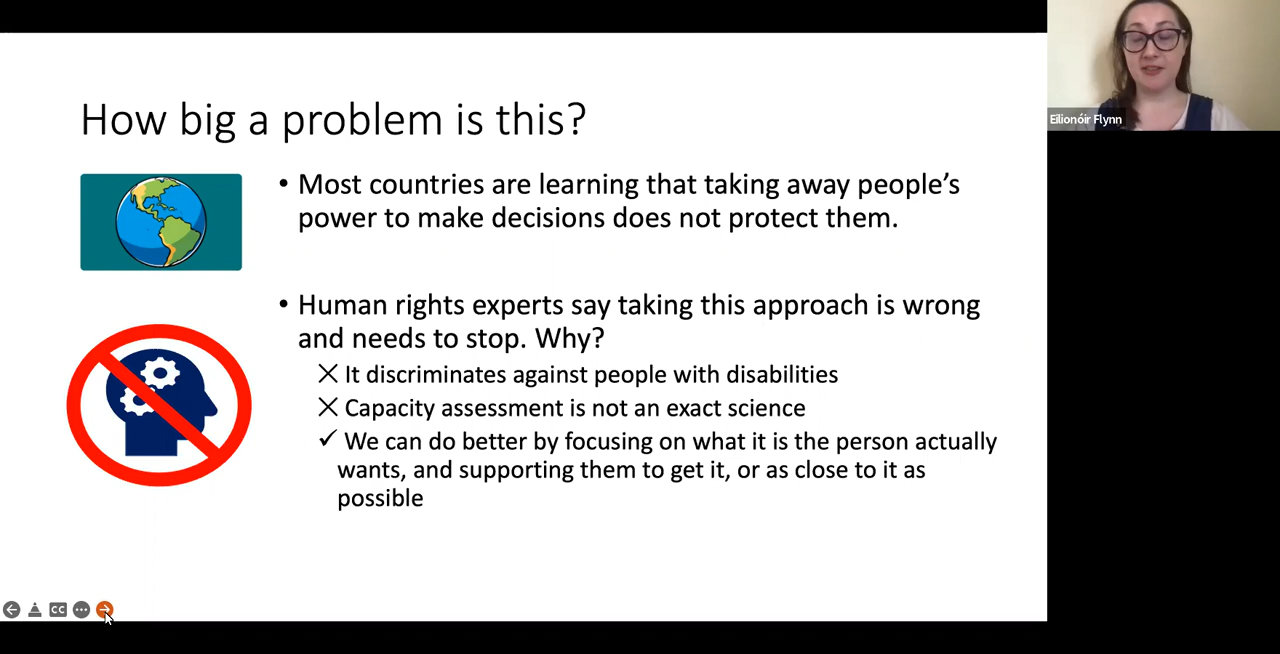 How big a problem is this?
• Most countries are learning that taking away people’s
power to make decisions does not protect them.
• Human rights experts say taking this approach is wrong
and needs to stop. Why?
It discriminates against people with disabilities
Capacity assessment is not an exact science
✓ We can do better by focusing on what it is the person actually
wants, and supporting them to get it, or as close to it as
possible
Eilionóir Flynn
CC